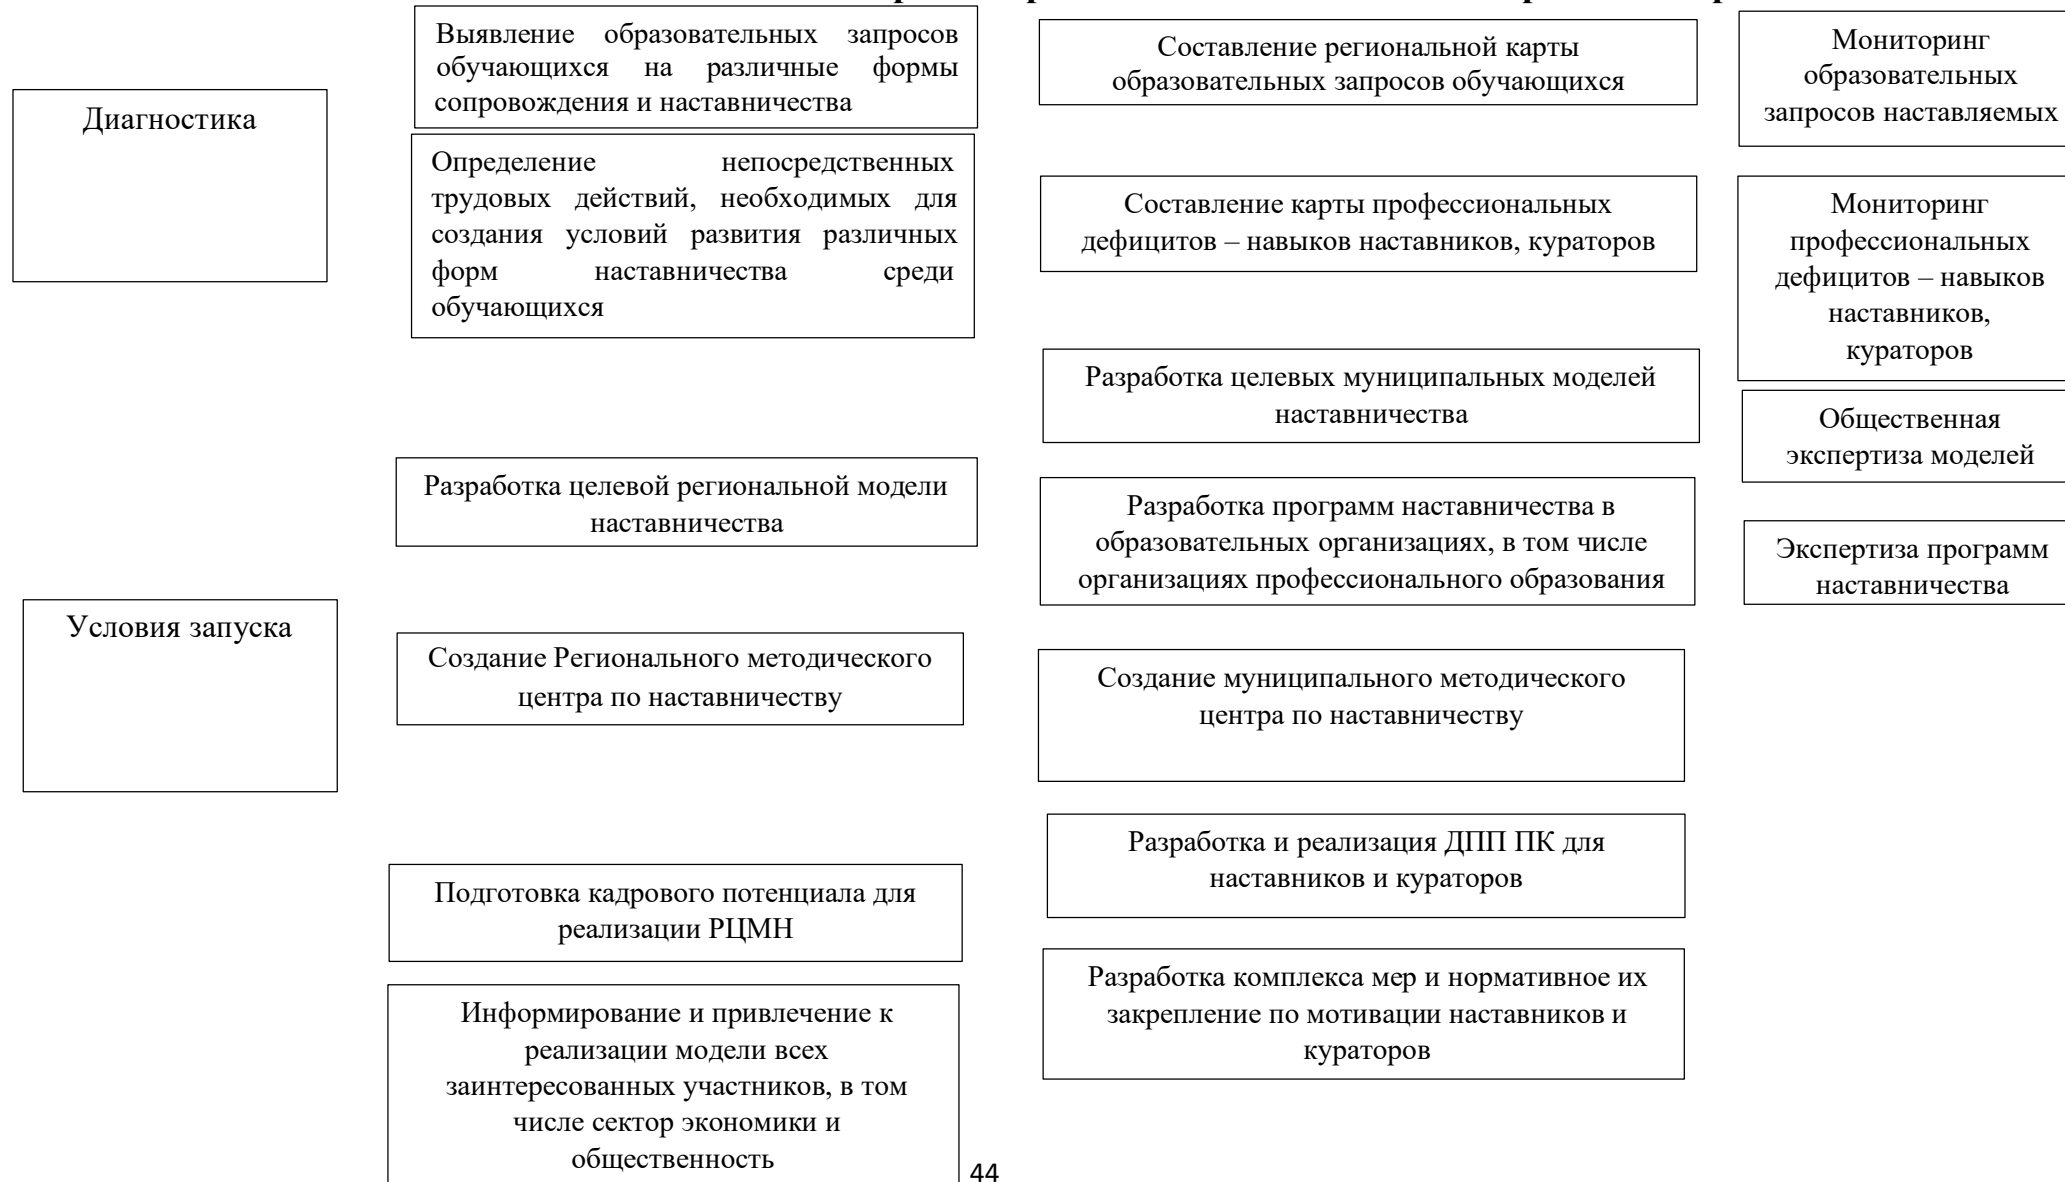 Диагностика
Выявление образовательных запросов
обучающихся на различные формы
сопровождения и наставничества
Определение непосредственных
трудовых действий, необходимых для
создания условий развития различных
форм наставничества среди
обучающихся
Составление региональной карты
образовательных запросов обучающихся
Составление карты профессиональных
дефицитов – навыков наставников, кураторов
Мониторинг
образовательных
запросов наставляемых
Мониторинг
профессиональных
дефицитов – навыков
наставников,
кураторов
Условия запуска
Разработка целевой региональной модели
наставничества
Создание Регионального методического
центра по наставничеству
Подготовка кадрового потенциала для
реализации РЦМН
Информирование и привлечение к
реализации модели всех
заинтересованных участников, в том
числе сектор экономики и
общественность
Разработка целевых муниципальных моделей
наставничества
Разработка программ наставничества в
образовательных организациях, в том числе
организациях профессионального образования
Создание муниципального методического
центра по наставничеству
Разработка и реализация ДПП ПК для
наставников и кураторов
Разработка комплекса мер и нормативное их
закрепление по мотивации наставников и
кураторов
Общественная
экспертиза моделей
Экспертиза программ
наставничества
44